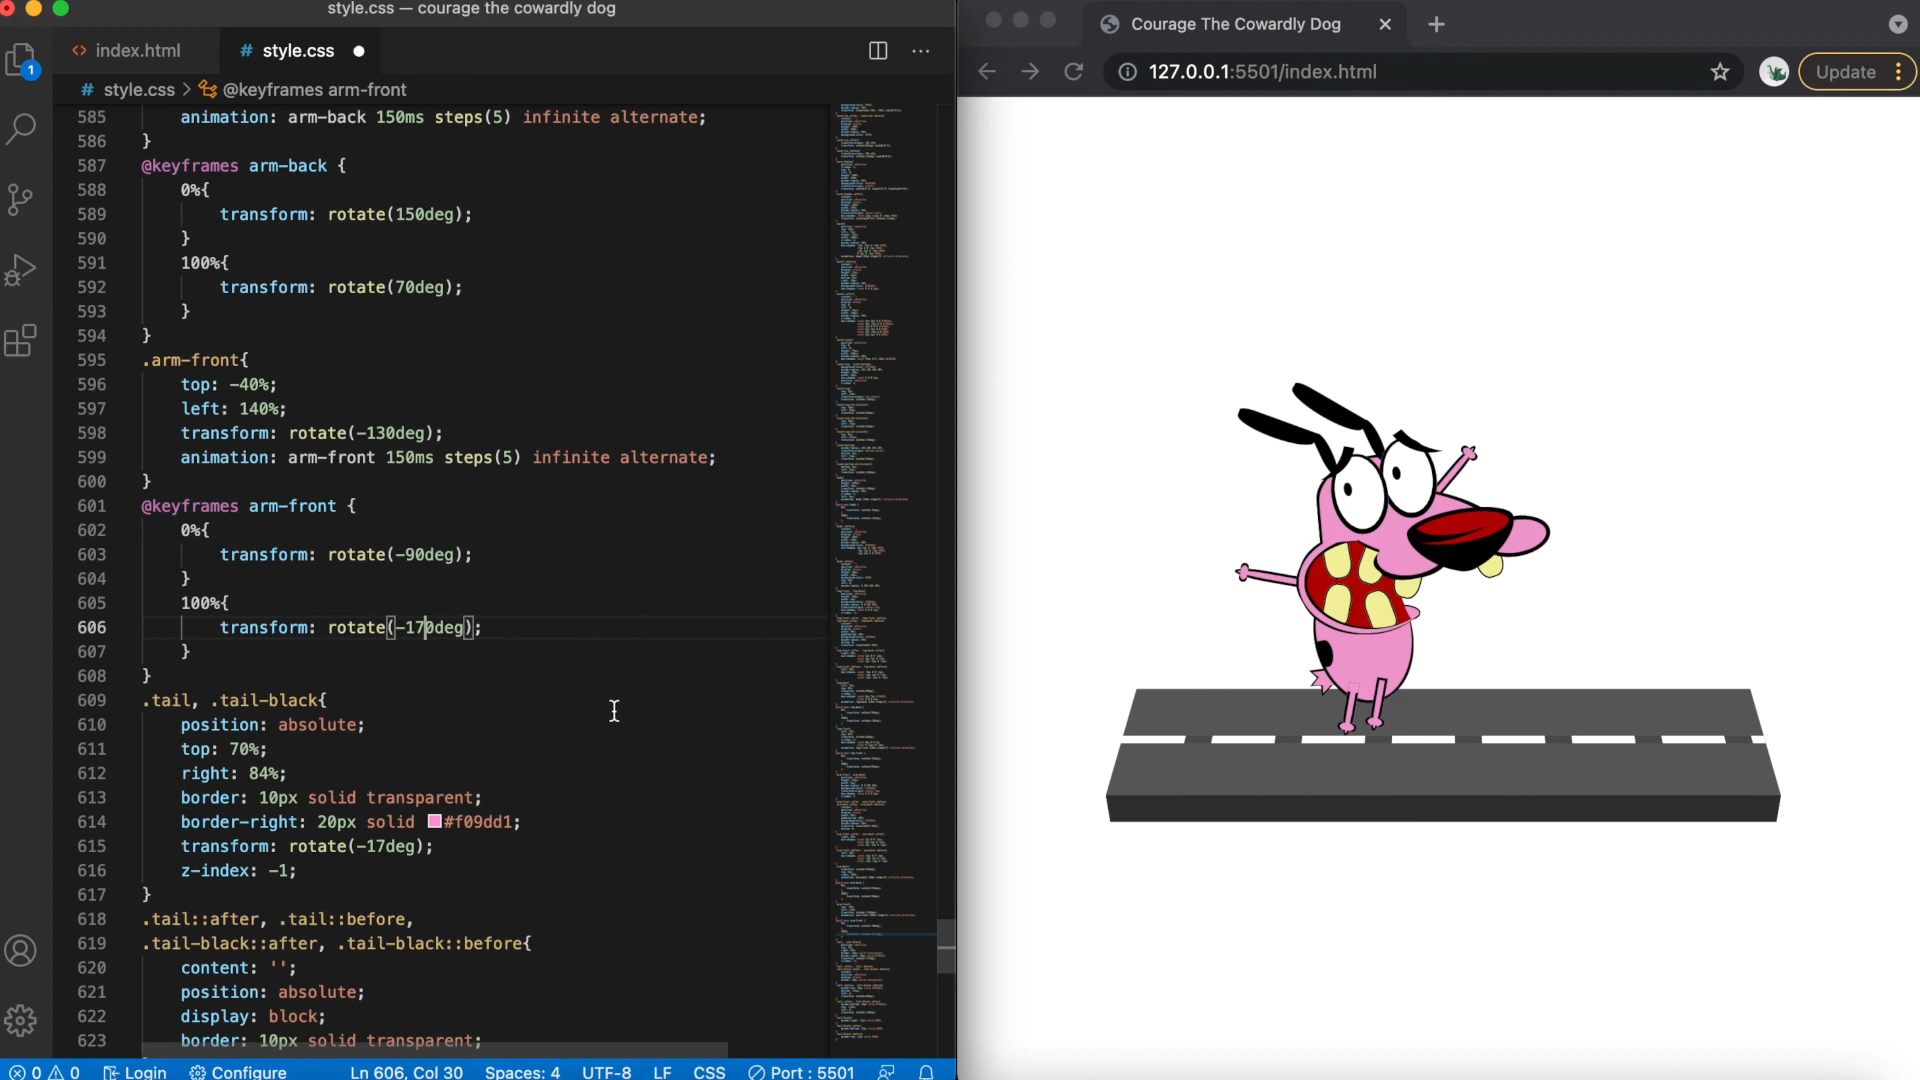 style.css — courage the cowardly dog
index.html
# style.css
1
# style.css > @keyframes arm-front
585 animation: arm-back 150ms steps(5) infinite alternate;
586 }
587 @keyframes arm-back {
588 0%{
589 transform: rotate(150deg);
590 }
591 100%{
592 transform: rotate(70deg);
593 }
594 }
595 .arm-front{
596 top: -40%;
597 left: 140%;
598 transform: rotate(-130deg);
599 animation: arm-front 150ms steps(5) infinite alternate;
600 }
601 @keyframes arm-front {
602 0%{
603 transform: rotate(-90deg);
604 }
605 100%{
606 transform: rotate(-170deg);
607 }
608 }
609 .tail, .tail-black{
610 position: absolute;
611 top: 70%;
612 right: 84%;
613 border: 10px solid transparent;
614 border-right: 20px solid #f09dd1;
615 transform: rotate(-17deg);
616 z-index: -1;
617 }
618 .tail::after, .tail::before,
619 .tail-black::after, .tail-black::before{
620 content: '';
621 position: absolute;
622 display: block;
623 border: 10px solid transparent;
0 0 Login Configure Ln 606, Col 30 Spaces: 4 UTF-8 LF CSS Port : 5501
Courage The Cowardly Dog
127.0.0.1:5501/index.html
Update